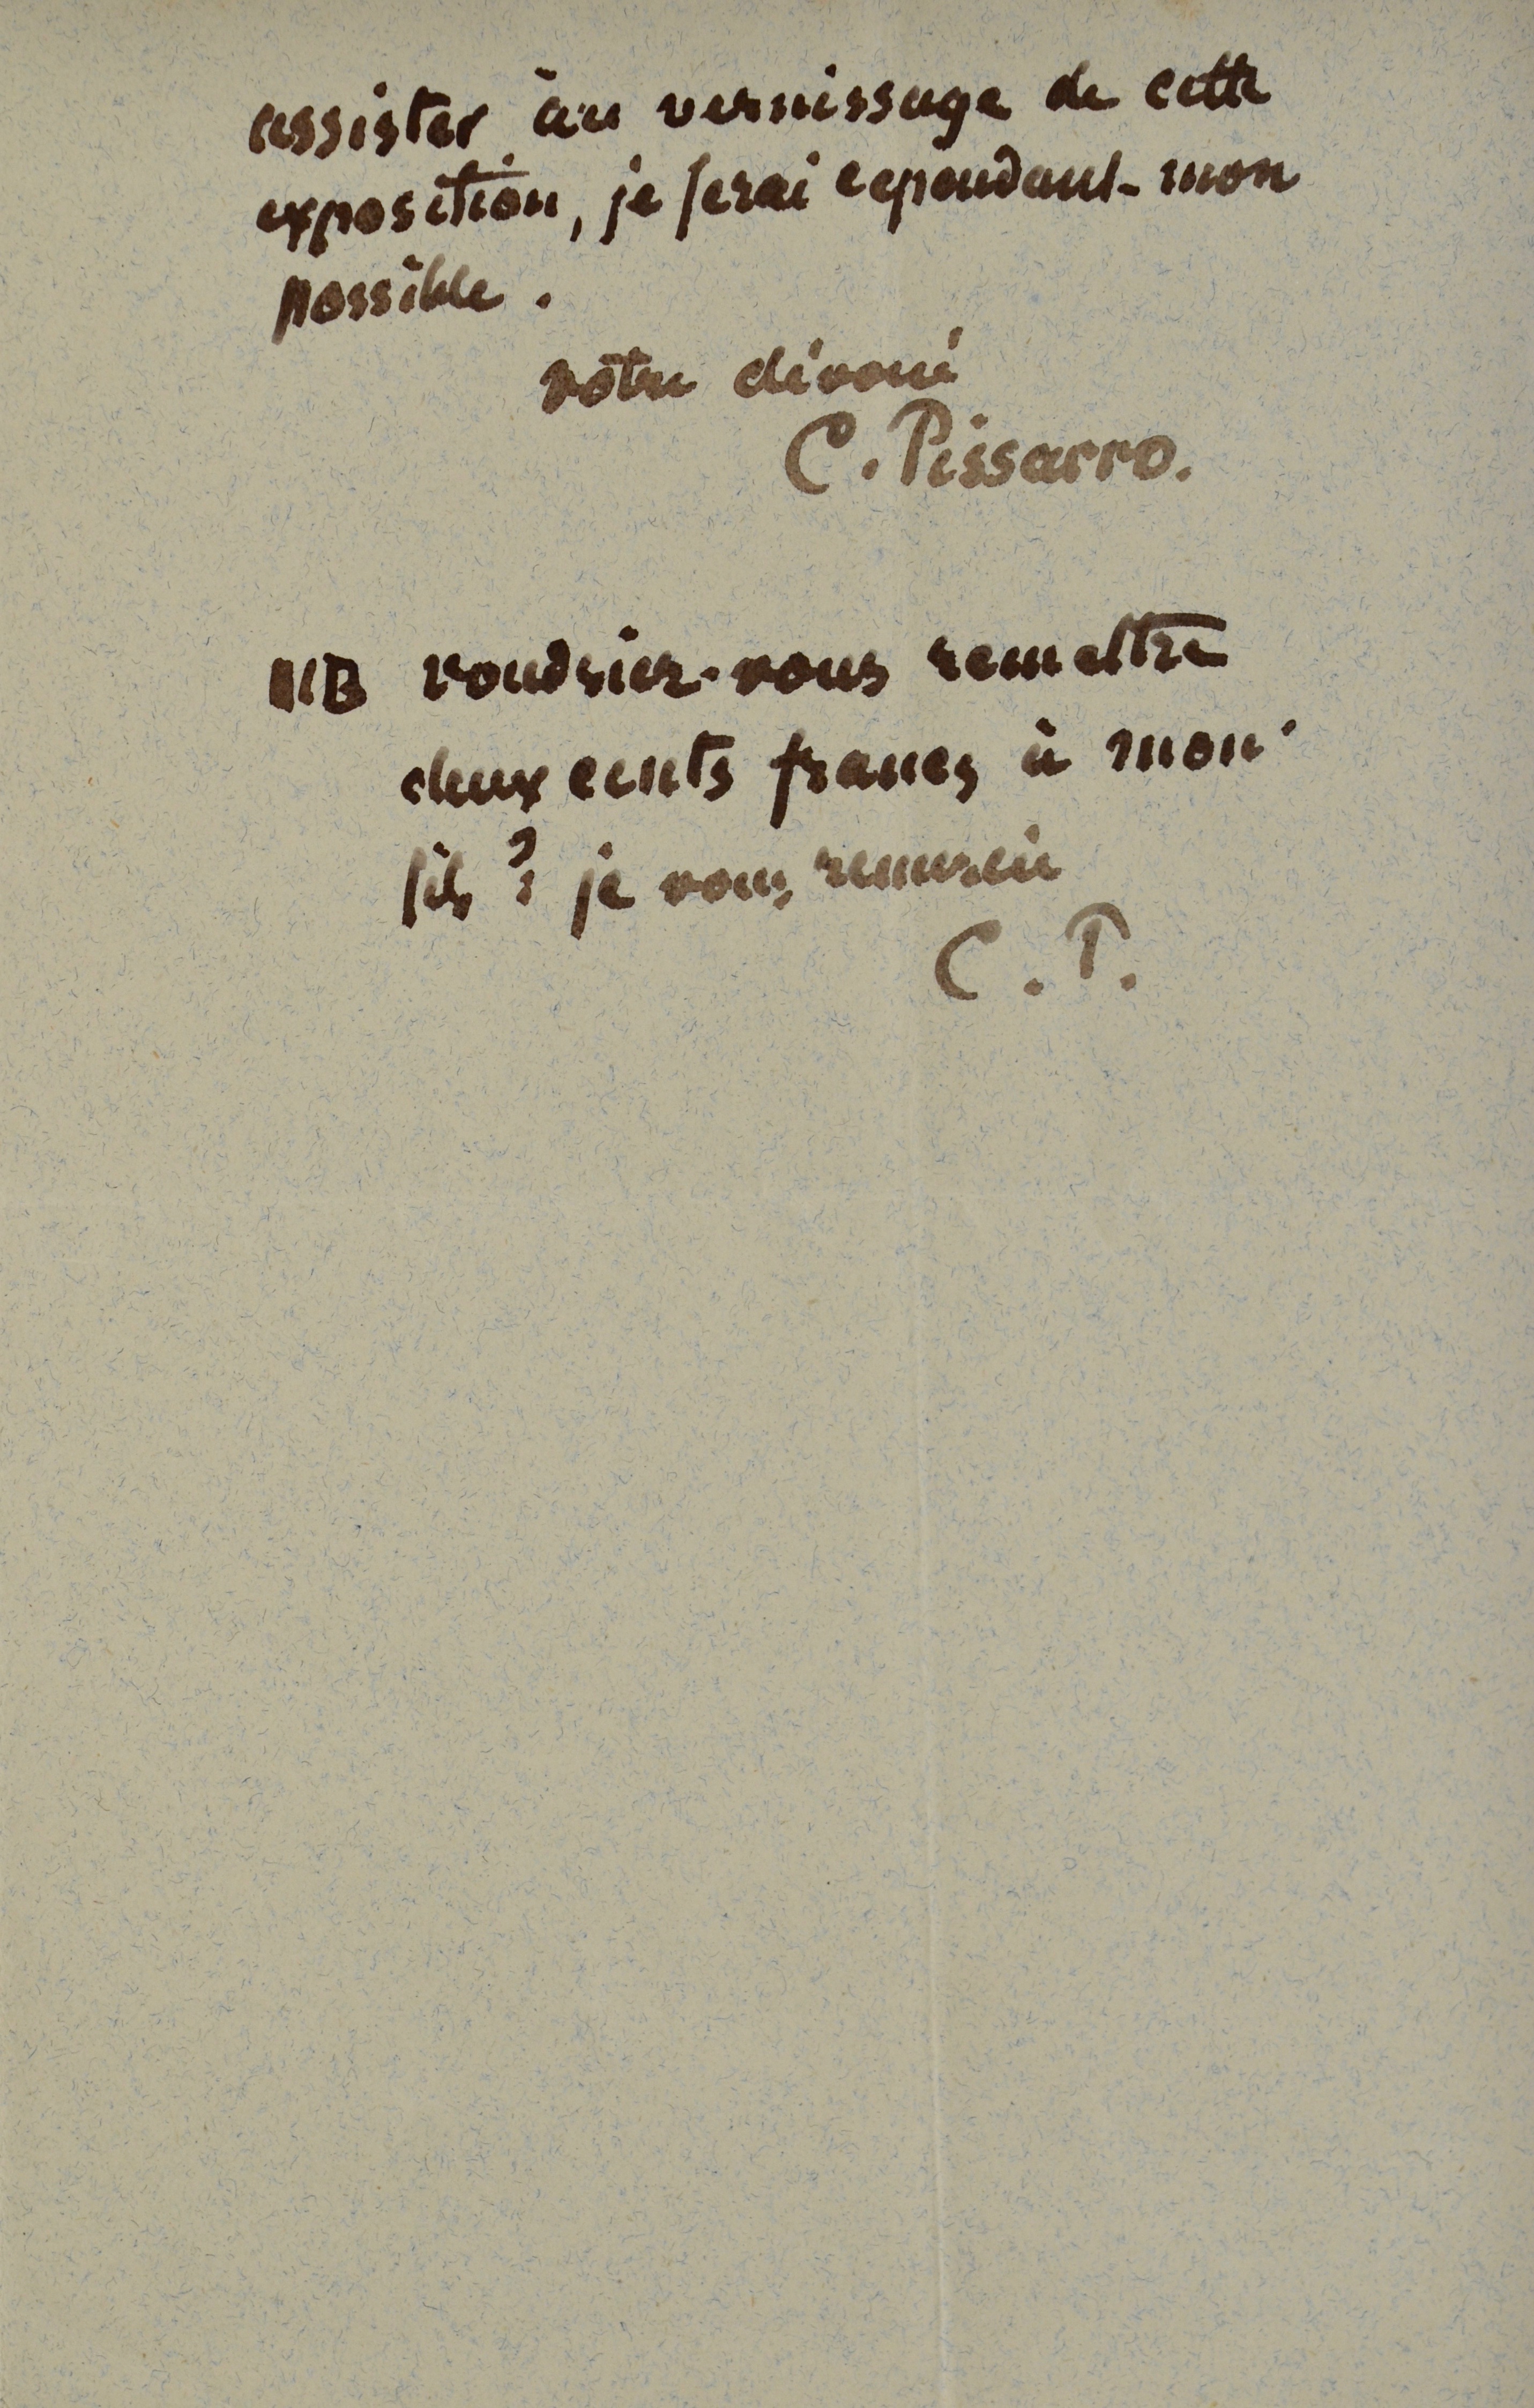 assister àu vernissage de cette
exposition, je ferai cependant mon
possible.
votre dévoué
C. Pissarro.
NB voudriez-vous remettre
deux cents francs à mon
fils ? je vous remercie
C. P.